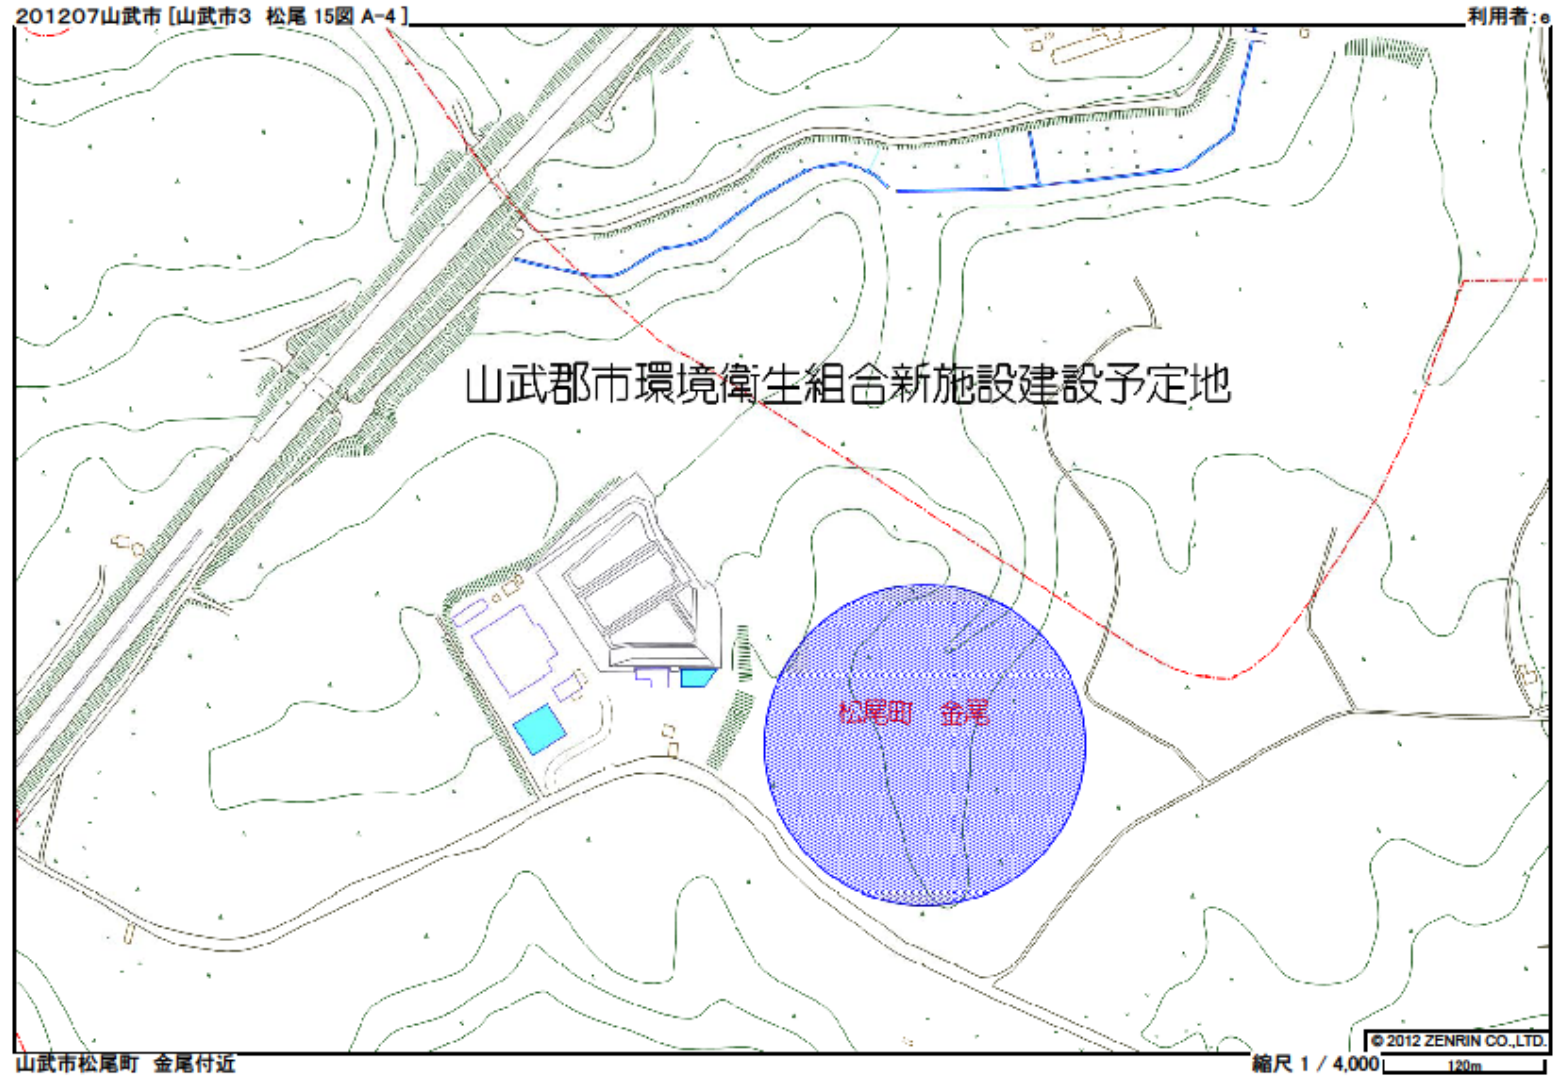 201207山武市 [山武市3 松尾 15図 A-4]
利用者:e
山武郡市環境衛生組合新施設建設予定地
松尾町 金尾
© 2012 ZENRIN CO.,LTD.
山武市松尾町 金尾付近
縮尺 1 / 4,000
120m